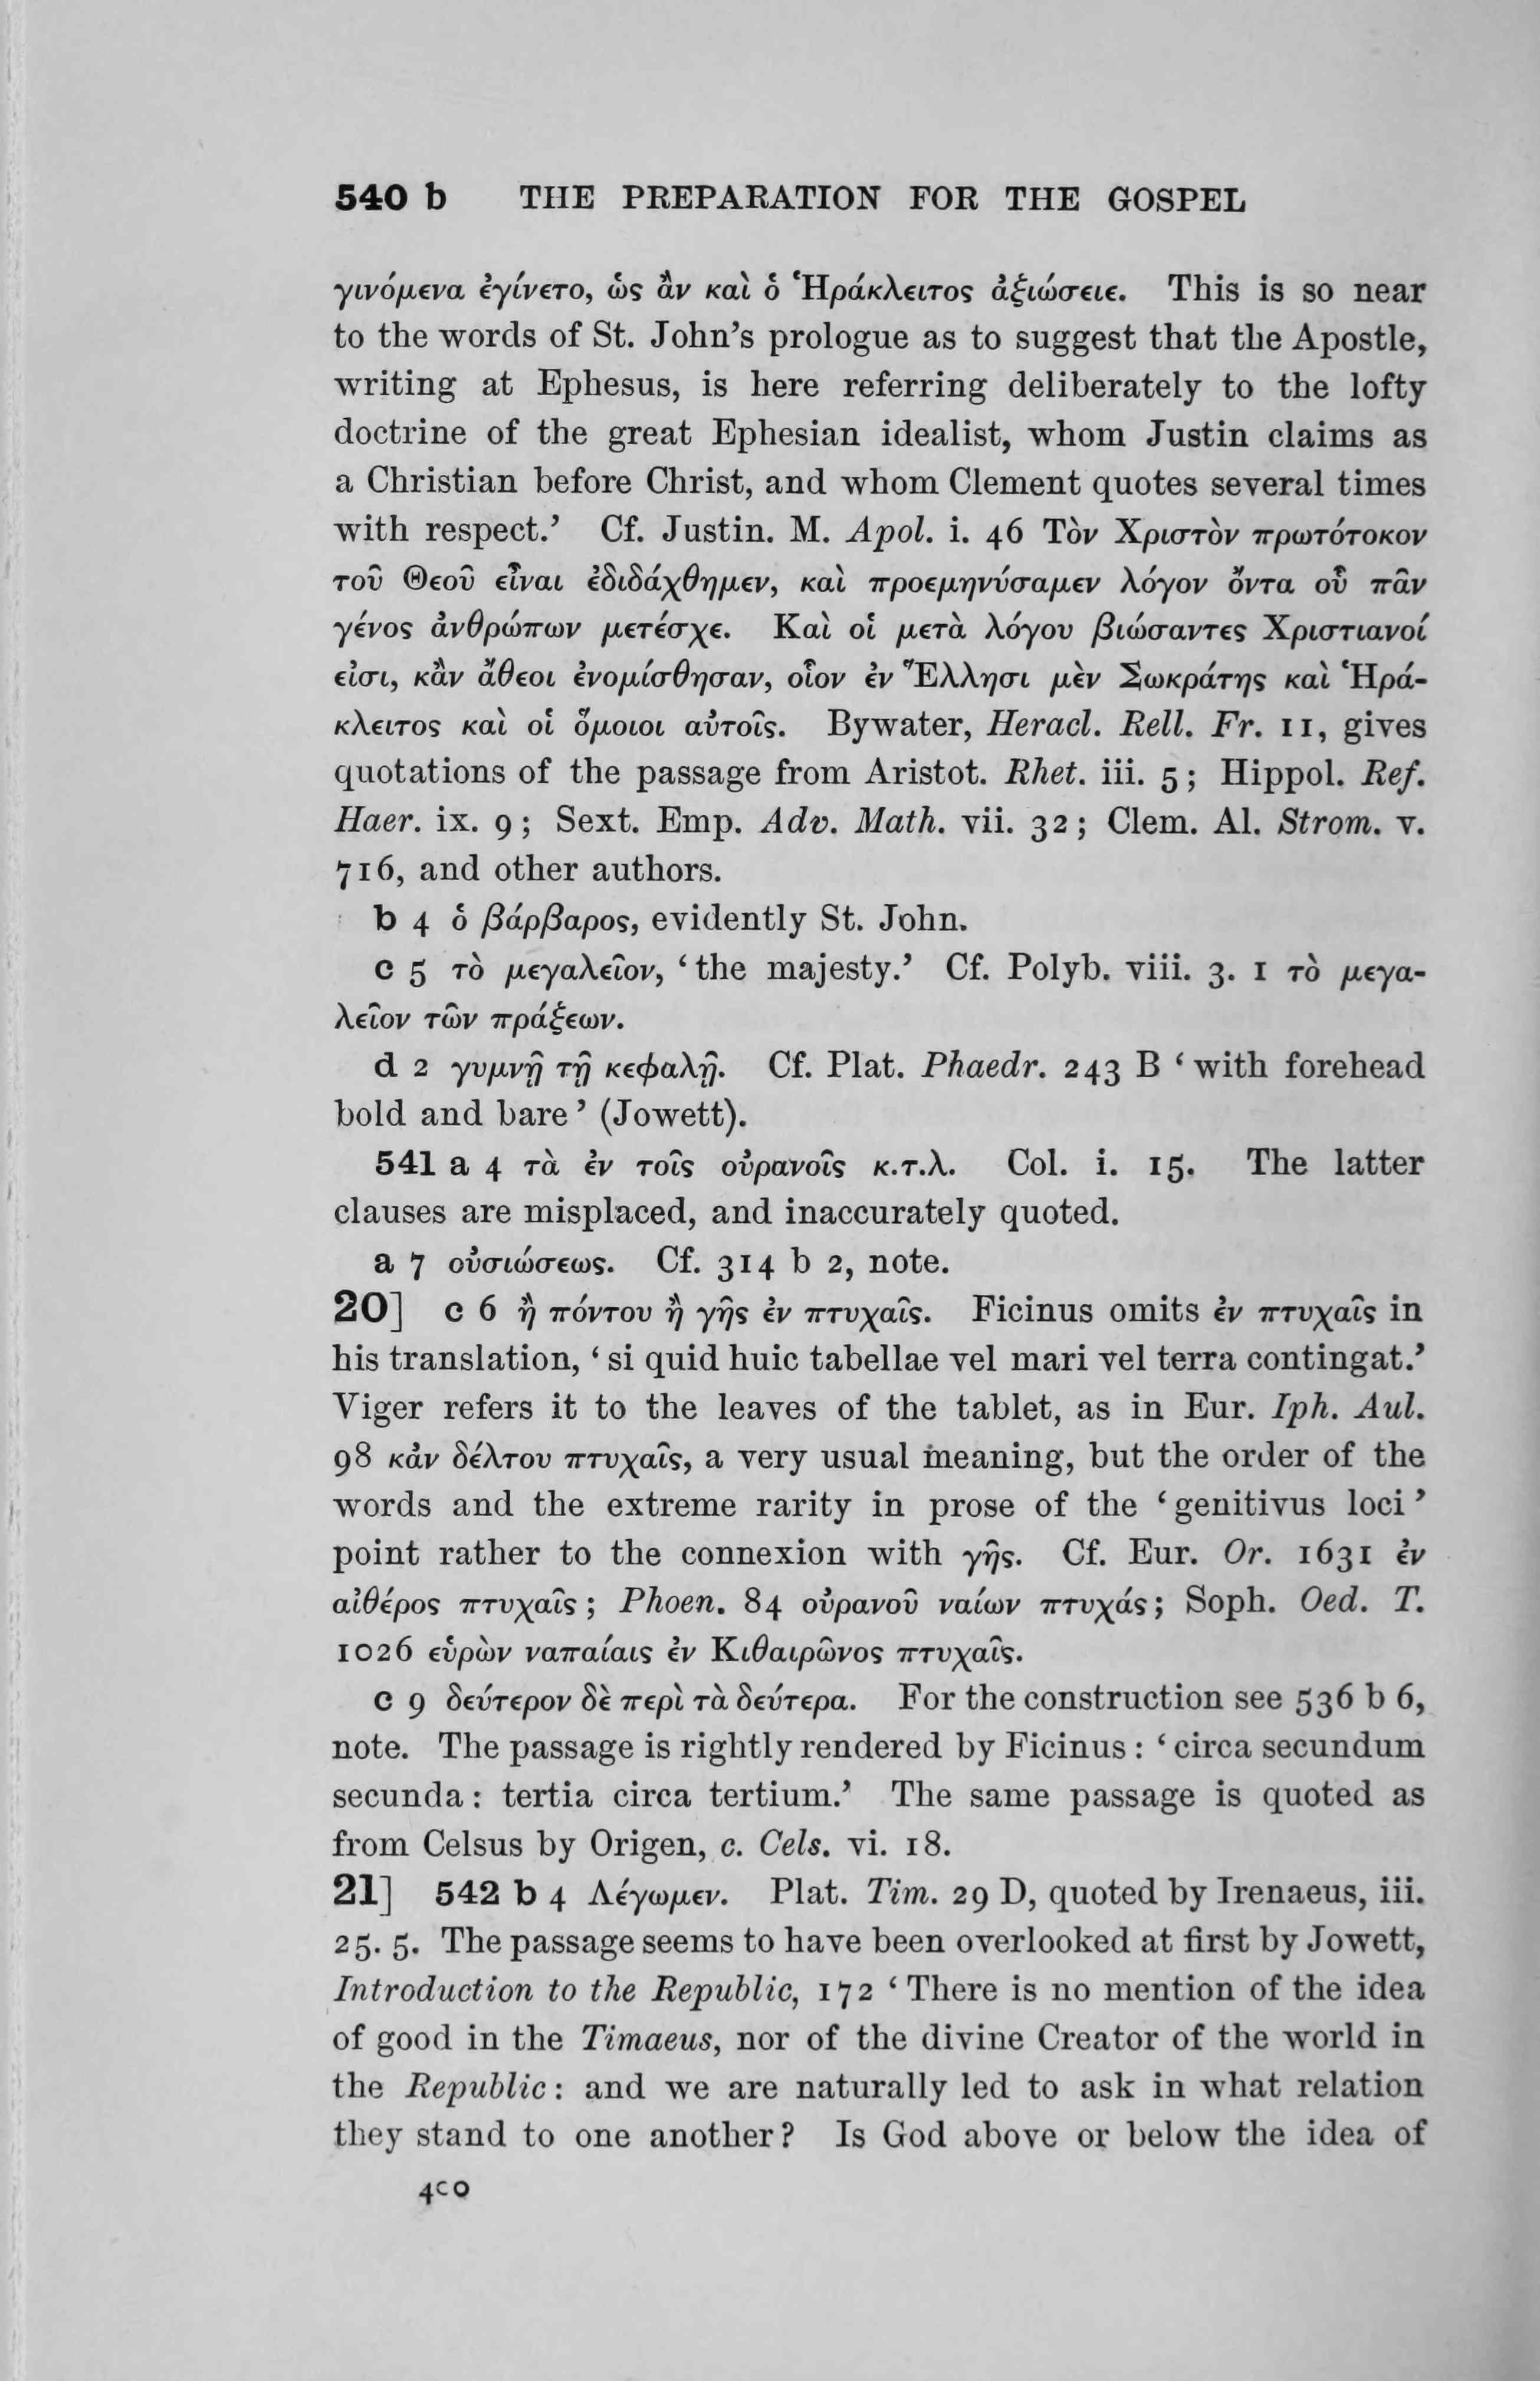 540 b THE PREPARATION FOR THE GOSPEL
γινόμενα ἐγίνετο, ὡς ἂν καὶ ὁ Ἡράκλειτος ἀξιώσειε. This is so near
to the words of St. John’s prologue as to suggest that the Apostle,
writing at Ephesus, is here referring deliberately to the lofty
doctrine of the great Ephesian idealist, whom Justin claims as
a Christian before Christ, and whom Clement quotes several times
with respect.’ Cf. Justin. M. Apol. i. 46 Τὸν Χριστὸν πρωτότοκον
τοῦ Θεοῦ εἶναι ἐδιδάχθημεν, καὶ προεμηνύσαμεν λόγον ὄντα οὗ πᾶν
γένος ἀνθρώπων μετέσχε. Καὶ οἱ μετὰ λόγου βιώσαντες Χριστιανοί
εἰσι, κἂν ἄθεοι ἐνομίσθησαν, οἷον ἐν Ἕλλησι μὲν Σωκράτης καὶ Ἡρά-
κλειτος καὶ οἱ ὅμοιοι αὐτοῖς. Bywater, Heracl. Rell. Fr. 11, gives
quotations of the passage from Aristot. Rhet. iii. 5; Hippol. Ref.
Haer. ix. 9; Sext. Emp. Adv. Math. vii. 32; Clem. Al. Strom. v.
716, and other authors.
b 4 ὁ βάρβαρος, evidently St. John.
c 5 τὸ μεγαλεῖον, ‘the majesty.’ Cf. Polyb. viii. 3. 1 τὸ μεγα-
λεῖον τῶν πράξεων.
d 2 γυμνῇ τῇ κεφαλῇ. Cf. Plat. Phaedr. 243 B ‘with forehead
bold and bare’ (Jowett).
541 a 4 τὰ ἐν τοῖς οὐρανοῖς κ.τ.λ. Col. i. 15. The latter
clauses are misplaced, and inaccurately quoted.
a 7 οὐσιώσεως. Cf. 314 b 2, note.
20] c 6 ἢ πόντου ἢ γῆς ἐν πτυχαῖς. Ficinus omits ἐν πτυχαῖς in
his translation, ‘si quid huic tabellae vel mari vel terra contingat.’
Viger refers it to the leaves of the tablet, as in Eur. Iph. Aul.
98 κἀν δέλτου πτυχαῖς, a very usual meaning, but the order of the
words and the extreme rarity in prose of the ‘genitivus loci’
point rather to the connexion with γῆς. Cf. Eur. Or. 1631 ἐν
αἰθέρος πτυχαῖς; Phoen. 84 οὐρανοῦ ναίων πτυχάς; Soph. Oed. T.
1026 εὑρὼν ναπαίαις ἐν Κιθαιρῶνος πτυχαῖς.
c 9 δεύτερον δὲ περὶ τὰ δεύτερα. For the construction see 536 b 6,
note. The passage is rightly rendered by Ficinus: ‘circa secundum
secunda: tertia circa tertium.’ The same passage is quoted as
from Celsus by Origen, c. Cels. vi. 18.
21] 542 b 4 Λέγωμεν. Plat. Tim. 29 D, quoted by Irenaeus, iii.
25. 5. The passage seems to have been overlooked at first by Jowett,
Introduction to the Republic, 172 ‘There is no mention of the idea
of good in the Timaeus, nor of the divine Creator of the world in
the Republic: and we are naturally led to ask in what relation
they stand to one another? Is God above or below the idea of
400